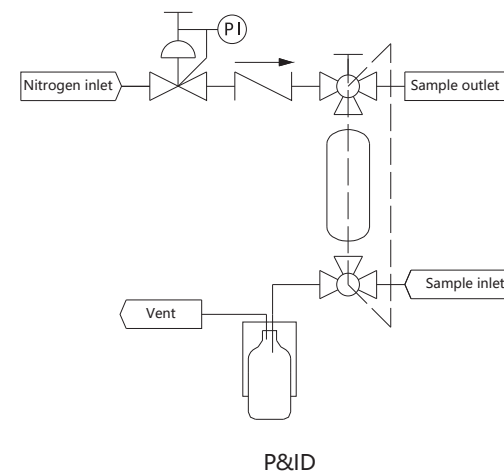 PI
Nitrogen inlet
Sample outlet
Sample inlet
Vent
P&ID